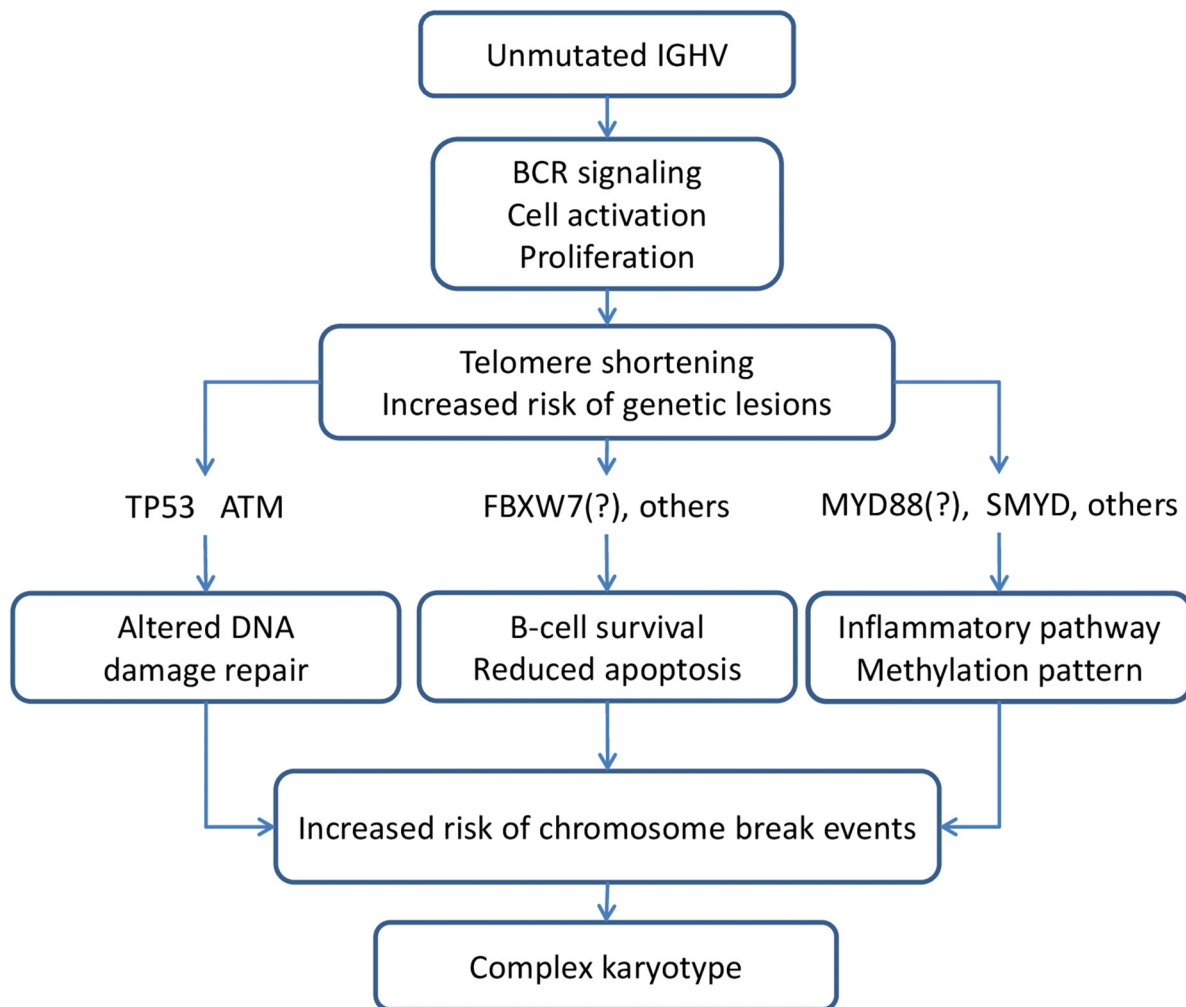 Unmutated IGHV
BCR signaling
Cell activation
Proliferation
Telomere shortening
Increased risk of genetic lesions
TP53 ATM
FBXW7(?), others
MYD88(?), SMYD, others
Altered DNA
damage repair
B-cell survival
Reduced apoptosis
Inflammatory pathway
Methylation pattern
Increased risk of chromosome break events
Complex karyotype